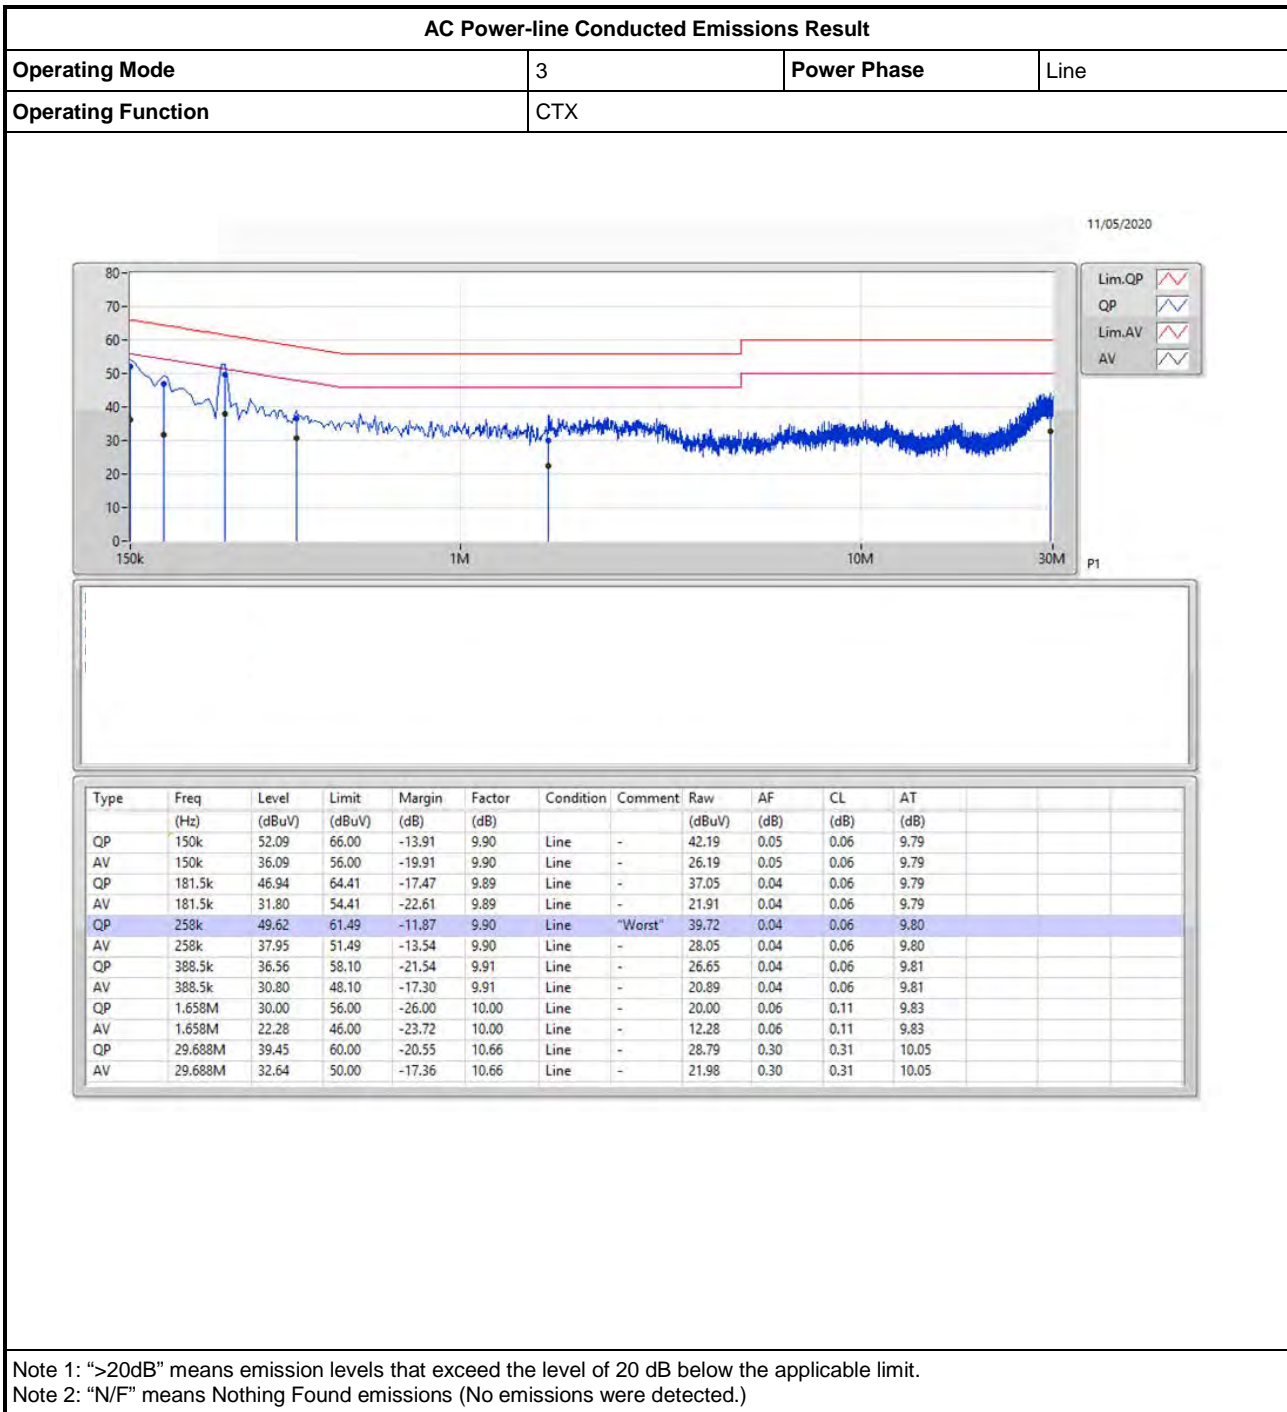 AC Power-line Conducted Emissions Result
Operating Mode 3 Power Phase Line
Operating Function CTX
11/05/2020
80
70
60
50
40
30
20
10
0
150k 1M 10M 30M
P1
Lim.QP
QP
Lim.AV
AV
Type Freq Level Limit Margin Factor Condition Comment Raw AF CL AT
(Hz) (dBuV) (dBuV) (dB) (dB) (dBuV) (dB) (dB) (dB)
QP 150k 52.09 66.00 -13.91 9.90 Line - 42.19 0.05 0.06 9.79
AV 150k 36.09 56.00 -19.91 9.90 Line - 26.19 0.05 0.06 9.79
QP 181.5k 46.94 64.41 -17.47 9.89 Line - 37.05 0.04 0.06 9.79
AV 181.5k 31.80 54.41 -22.61 9.89 Line - 21.91 0.04 0.06 9.79
QP 258k 49.62 61.49 -11.87 9.90 Line "Worst" 39.72 0.04 0.06 9.80
AV 258k 37.95 51.49 -13.54 9.90 Line - 28.05 0.04 0.06 9.80
QP 388.5k 36.56 58.10 -21.54 9.91 Line - 26.65 0.04 0.06 9.81
AV 388.5k 30.80 48.10 -17.30 9.91 Line - 20.89 0.04 0.06 9.81
QP 1.658M 30.00 56.00 -26.00 10.00 Line - 20.00 0.06 0.11 9.83
AV 1.658M 22.28 46.00 -23.72 10.00 Line - 12.28 0.06 0.11 9.83
QP 29.688M 39.45 60.00 -20.55 10.66 Line - 28.79 0.30 0.31 10.05
AV 29.688M 32.64 50.00 -17.36 10.66 Line - 21.98 0.30 0.31 10.05
Note 1: “>20dB” means emission levels that exceed the level of 20 dB below the applicable limit.
Note 2: “N/F” means Nothing Found emissions (No emissions were detected.)